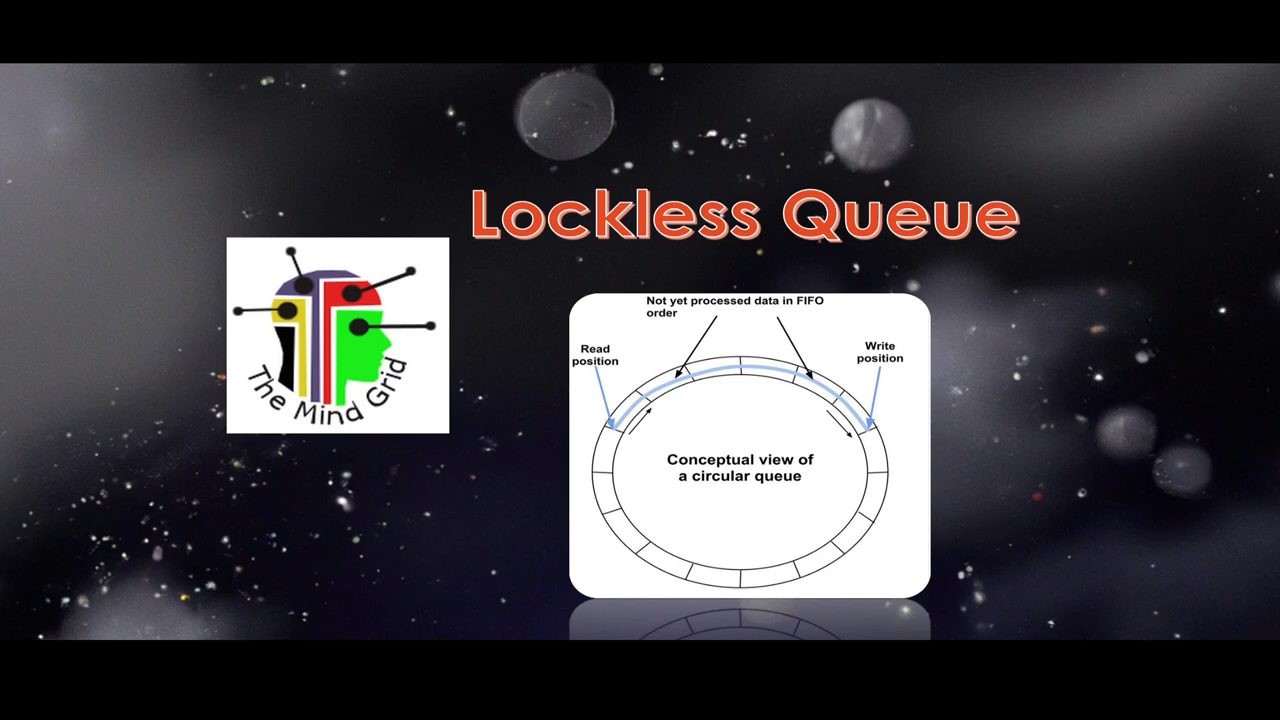 Lockless Queue
The Mind Grid
Not yet processed data in FIFO
order
Read
position
Write
position
Conceptual view of
a circular queue